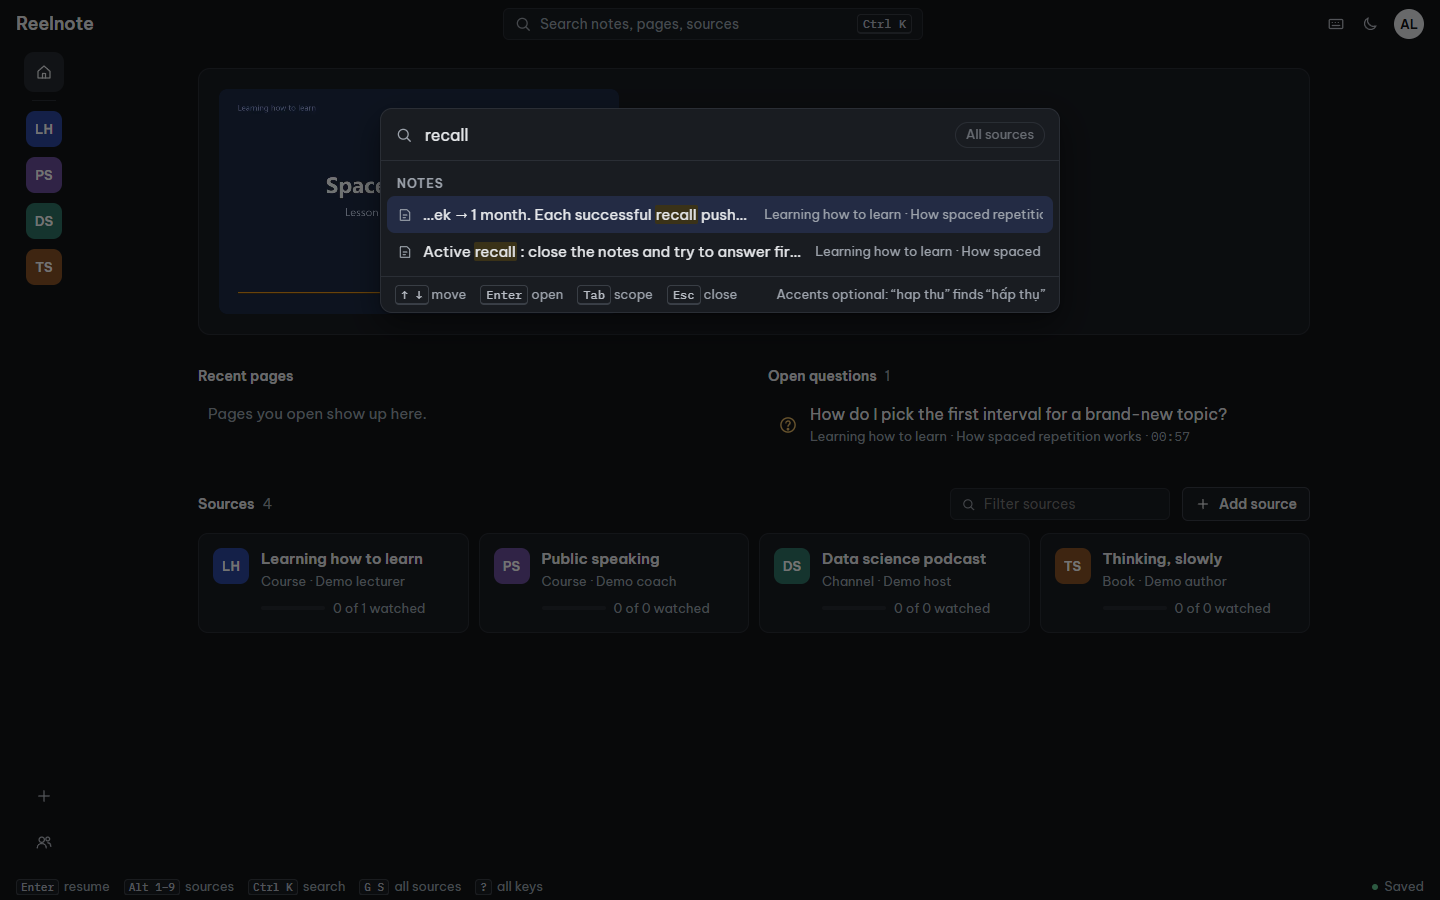 Reelnote
Search notes, pages, sources
Ctrl K
AL
LH
PS
DS
TS
Learning how to learn
Space
Lesson
recall
All sources
NOTES
...ek → 1 month. Each successful recall push... Learning how to learn · How spaced
Active recall : close the notes and try to answer fir... Learning how to learn · How spaced
↑ ↓ move Enter open Tab scope Esc close Accents optional: “hap thu” finds “hấp thụ”
Recent pages
Pages you open show up here.
Open questions 1
How do I pick the first interval for a brand-new topic?
Learning how to learn · How spaced repetition works · 00:57
Sources 4
Filter sources
+ Add source
LH Learning how to learn
Course · Demo lecturer
0 of 1 watched
PS Public speaking
Course · Demo coach
0 of 0 watched
DS Data science podcast
Channel · Demo host
0 of 0 watched
TS Thinking, slowly
Book · Demo author
0 of 0 watched
Enter resume Alt 1–9 sources Ctrl K search G S all sources ? all keys
Saved